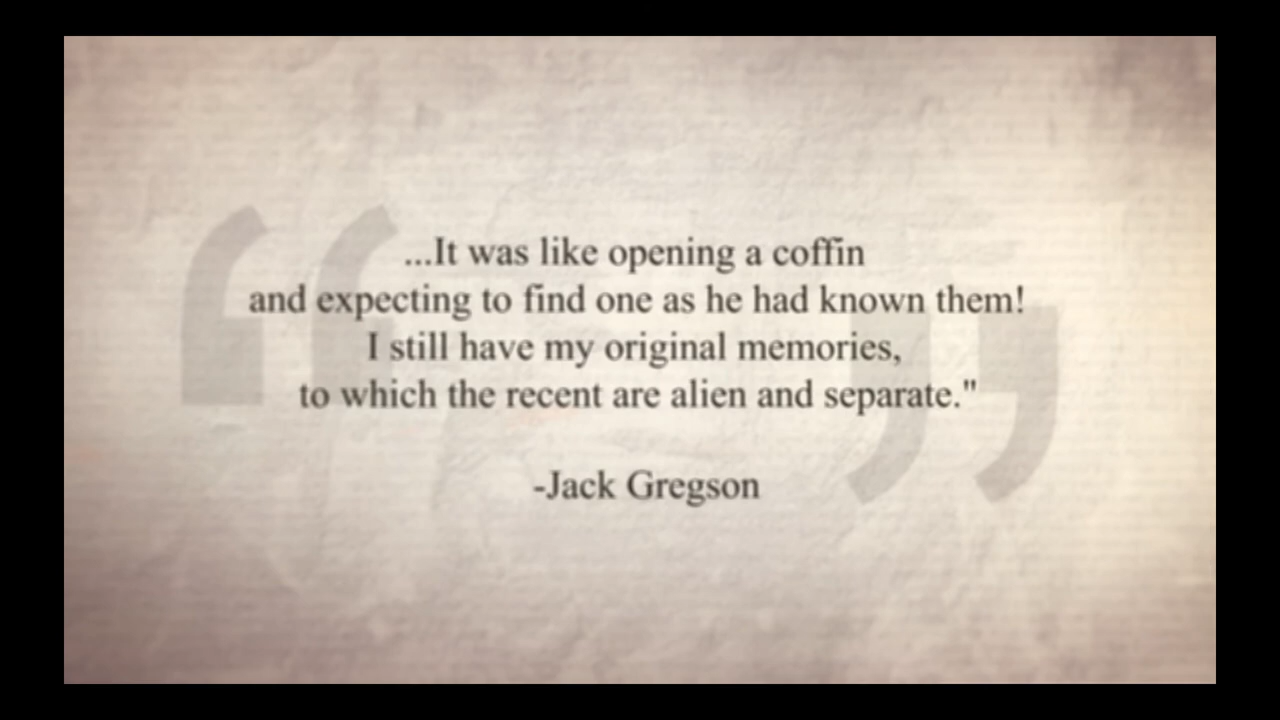 ...It was like opening a coffin
and expecting to find one as he had known them!
I still have my original memories,
to which the recent are alien and separate."
-Jack Gregson